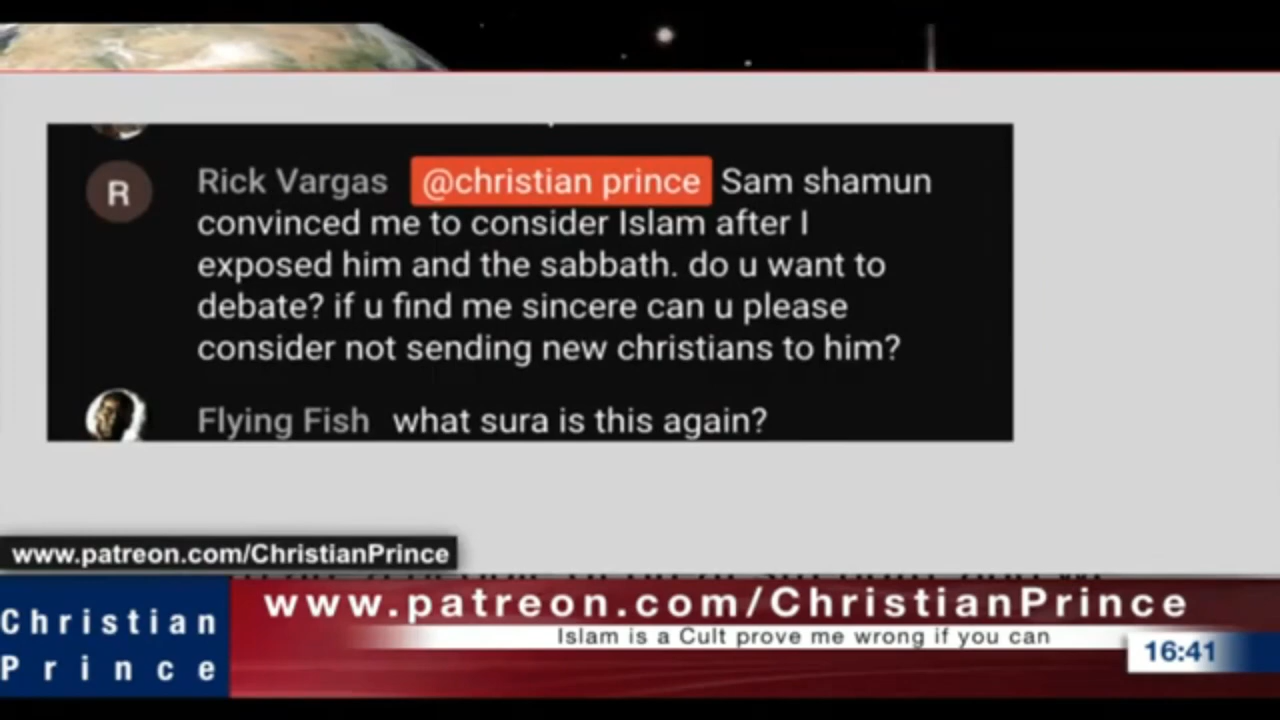 R
Rick Vargas @christian prince Sam shamun
convinced me to consider Islam after I
exposed him and the sabbath. do u want to
debate? if u find me sincere can u please
consider not sending new christians to him?
Flying Fish what sura is this again?
www.patreon.com/ChristianPrince
www.patreon.com/ChristianPrince
Islam is a Cult prove me wrong if you can
Christian
Prince
16:41